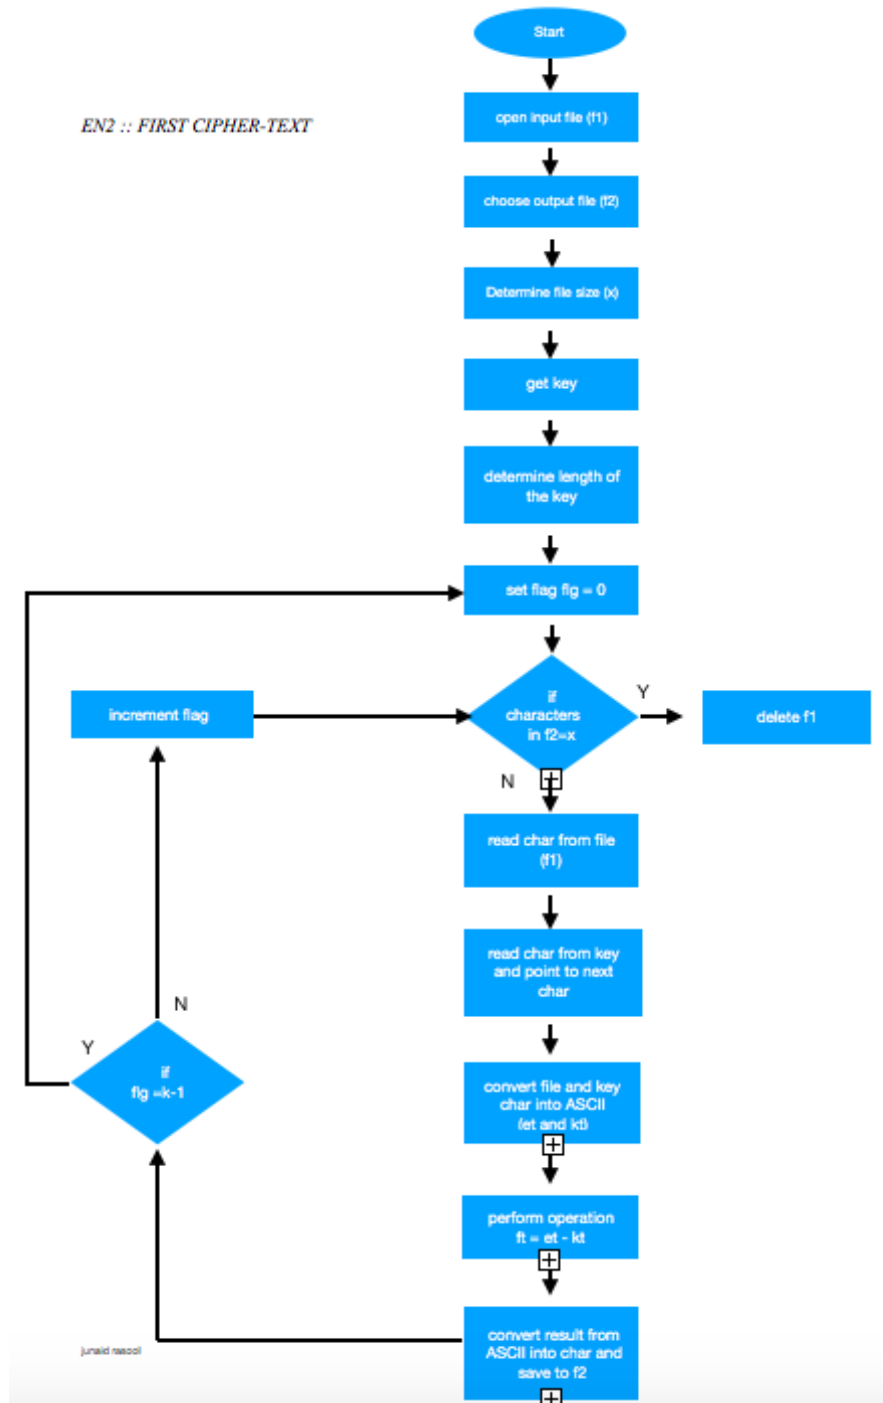 Start
EN2 :: FIRST CIPHER-TEXT
open input file (f1)
choose output file (f2)
Determine file size (x)
get key
determine length of
the key
set flag flg = 0
if
characters
in f2=x
Y
delete f1
increment flag
N
read char from file
(f1)
read char from key
and point to next
char
convert file and key
char into ASCII
(et and kt)
perform operation
ft = et - kt
convert result from
ASCII into char and
save to f2
N
Y
if
flg =k-1
junaid rasool